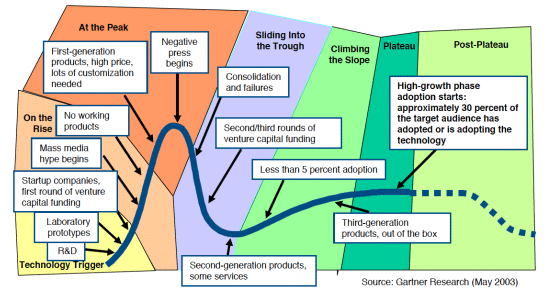 At the Peak
Negative
press
begins
Sliding Into
the Trough
Climbing
the Slope
Plateau
Post-Plateau
First-generation
products, high price,
lots of customization
needed
Consolidation
and failures
High-growth phase
adoption starts:
approximately 30 percent of
the target audience has
adopted or is adopting the
technology
On the
Rise
No working
products
Mass media
hype begins
Second/third rounds of
venture capital funding
Less than 5 percent adoption
Startup companies,
first round of venture
capital funding
Laboratory
prototypes
R&D
Technology Trigger
Third-generation
products, out of the box
Second-generation products,
some services
Source: Gartner Research (May 2003)